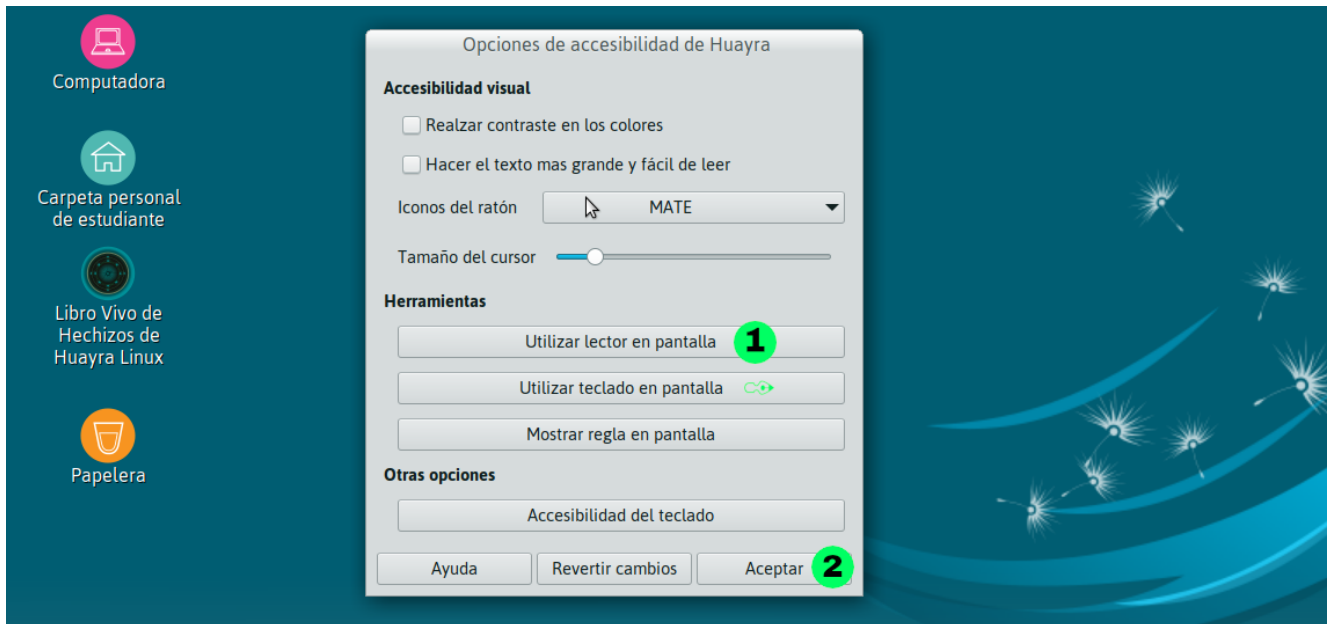 Computadora
Carpeta personal
de estudiante
Libro Vivo de
Hechizos de
Huayra Linux
Papelera
Opciones de accesibilidad de Huayra
Accesibilidad visual
Realzar contraste en los colores
Hacer el texto mas grande y fácil de leer
Iconos del ratón MATE
Tamaño del cursor
Herramientas
Utilizar lector en pantalla 1
Utilizar teclado en pantalla
Mostrar regla en pantalla
Otras opciones
Accesibilidad del teclado
Ayuda Revertir cambios Aceptar 2